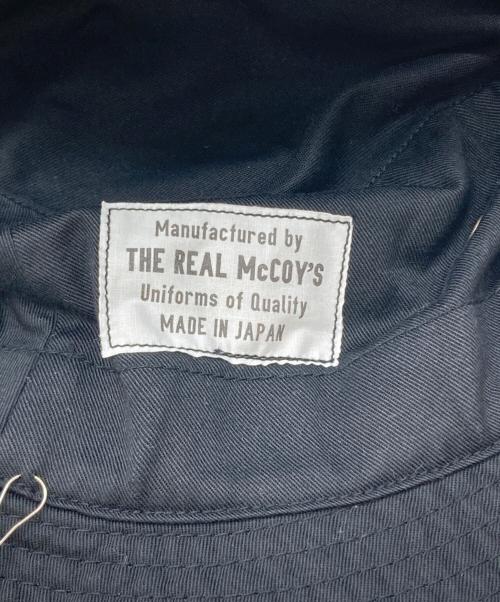 Manufactured by
THE REAL McCOY'S
Uniforms of Quality
MADE IN JAPAN